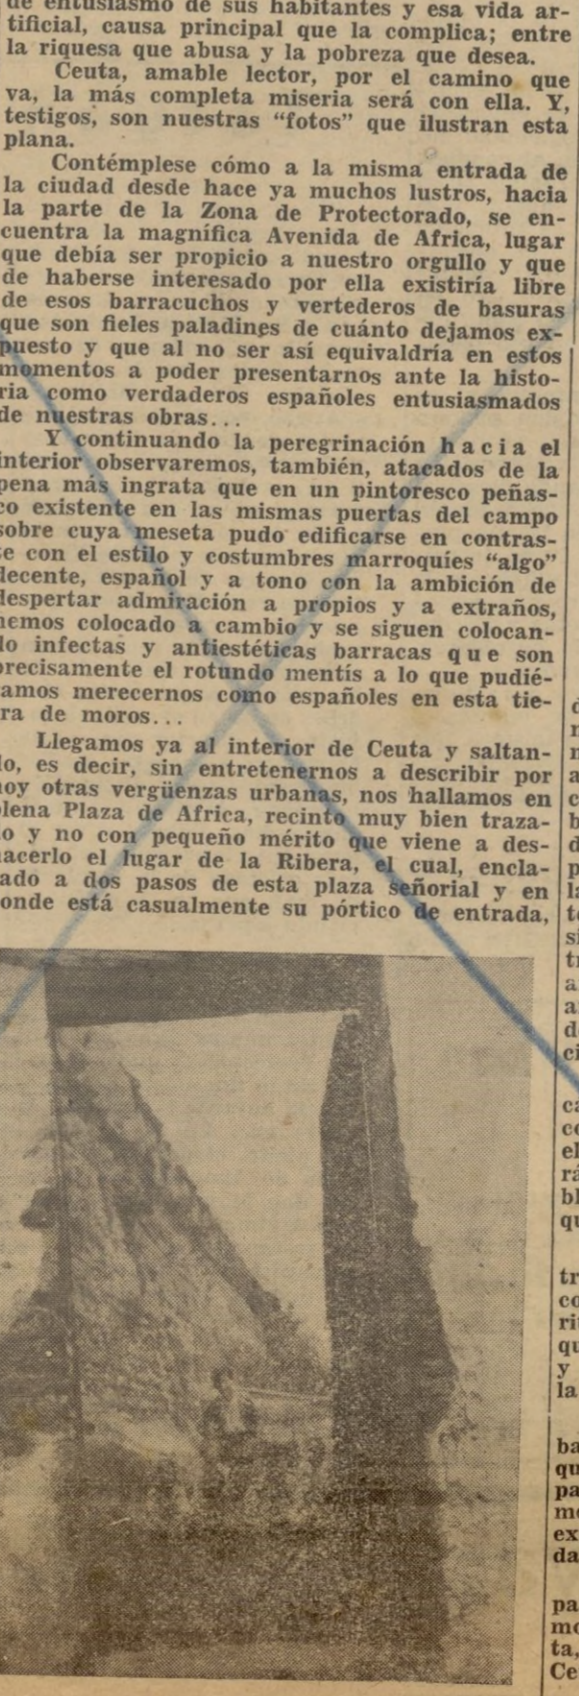 de entusiasmo de sus habitantes y esa vida ar-
tificial, causa principal que la complica; entre
la riquesa que abusa y la pobreza que desea.
Ceuta, amable lector, por el camino que
va, la más completa miseria será con ella. Y,
testigos, son nuestras “fotos” que ilustran esta
plana.
Contémplese cómo a la misma entrada de
la ciudad desde hace ya muchos lustros, hacia
la parte de la Zona de Protectorado, se en-
cuentra la magnífica Avenida de Africa, lugar
que debía ser propicio a nuestro orgullo y que
de haberse interesado por ella existiría libre
de esos barracuchos y vertederos de basuras
que son fieles paladines de cuánto dejamos ex-
puesto y que al no ser así equivaldría en estos
momentos a poder presentarnos ante la histo-
ria como verdaderos españoles entusiasmados
de nuestras obras...
Y continuando la peregrinación hacia el
interior observaremos, también, atacados de la
pena más ingrata que en un pintoresco peñas-
co existente en las mismas puertas del campo
sobre cuya meseta pudo edificarse en contras-
te con el estilo y costumbres marroquíes “algo”
decente, español y a tono con la ambición de
despertar admiración a propios y a extraños,
hemos colocado a cambio y se siguen colocan-
do infectas y antiestéticas barracas que son
precisamente el rotundo mentís a lo que pudié-
ramos merecernos como españoles en esta tie-
rra de moros...
Llegamos ya al interior de Ceuta y saltan-
do, es decir, sin entretenernos a describir por
hoy otras vergüenzas urbanas, nos hallamos en
plena Plaza de Africa, recinto muy bien traza-
do y no con pequeño mérito que viene a des-
hacerlo el lugar de la Ribera, el cual, encla-
vado a dos pasos de esta plaza señorial y en
donde está casualmente su pórtico de entrada,